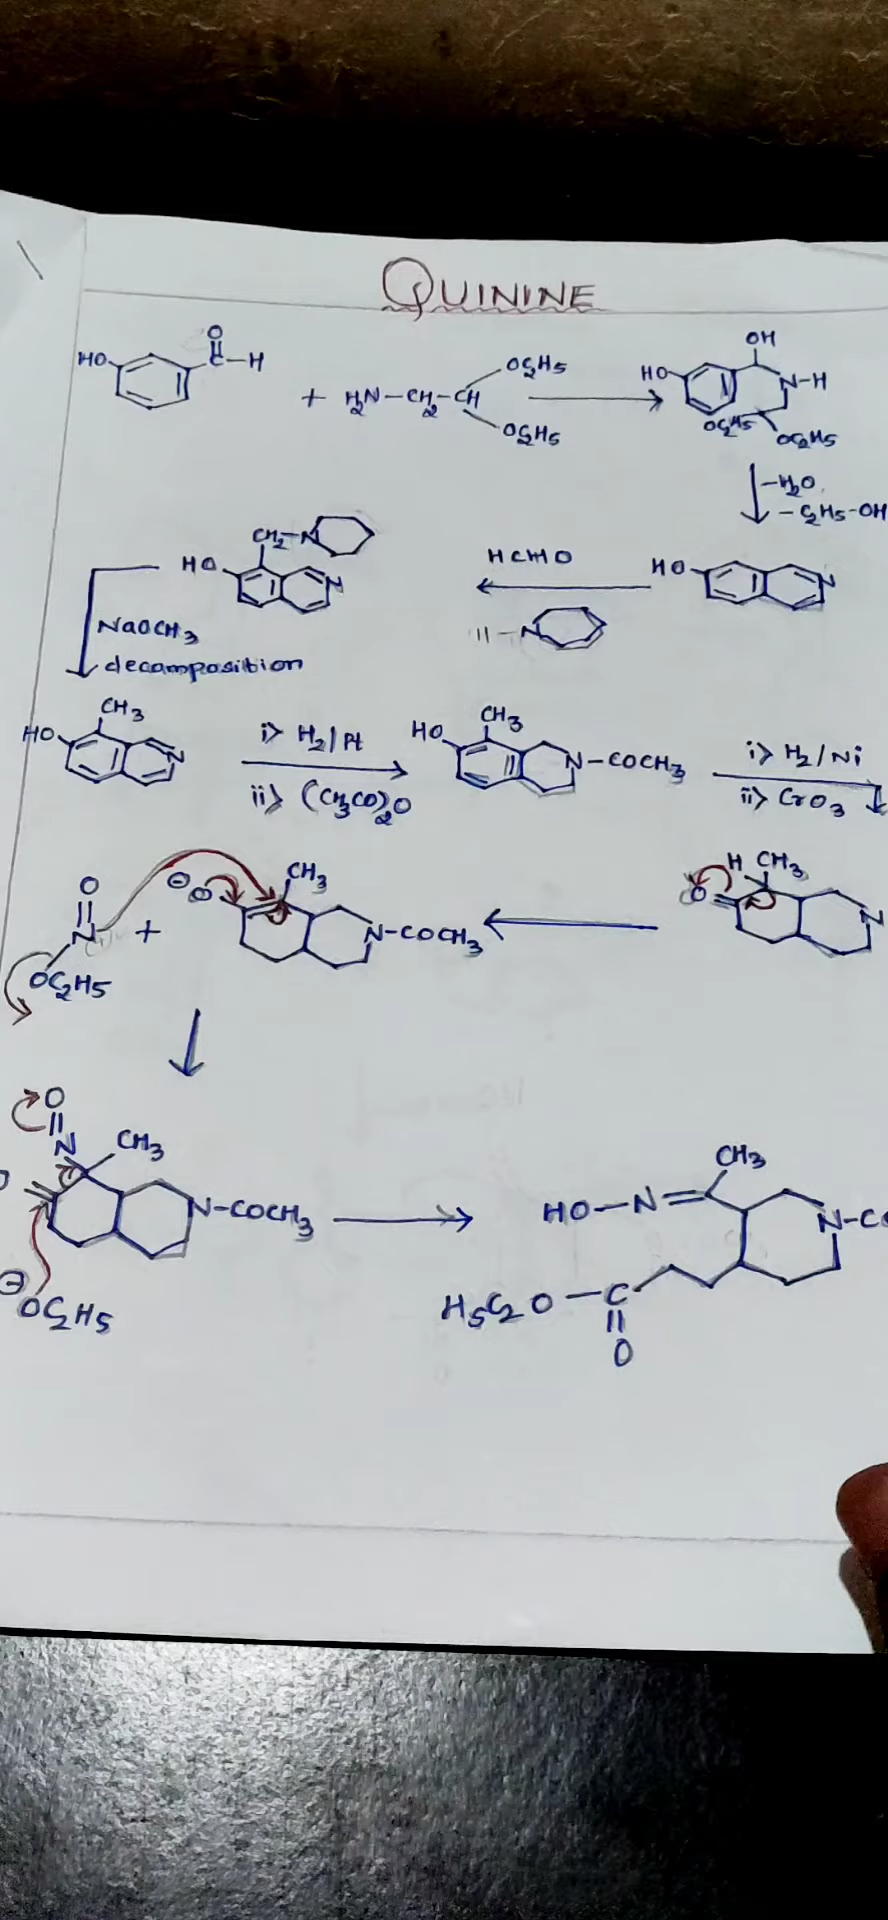 QUININE
HO
O
C-H
+ H2N-CH2-CH
OC2H5
OC2H5
OH
HO
N-H
OC2H5
OC2H5
-H2O
-C2H5-OH
HO
N
HCHO
N
CH2-N
HO
N
NaOCH3
decomposition
CH3
HO
N
i> H2/Pt
ii> (CH3CO)2O
CH3
HO
N-COCH3
i> H2/Ni
ii> CrO3
H CH3
O
N
⊖O
CH3
N-COCH3
+
O
N
OC2H5
O
N
CH3
N-COCH3
⊖OC2H5
CH3
HO-N
N-C
H5C2O-C
O